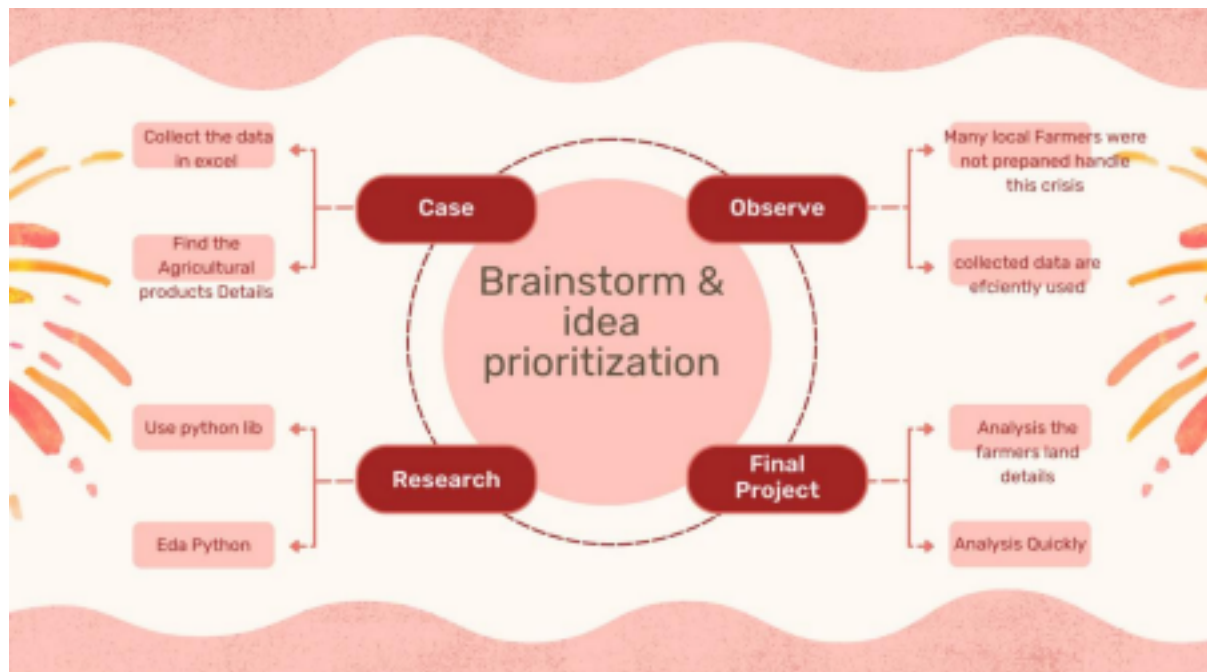 Collect the data
in excel
Find the
Agricultural
products Details
Case
Observe
Many local Farmers were
not prepaned handle
this crisis
collected data are
efciently used
Brainstorm &
idea
prioritization
Use python lib
Eda Python
Research
Final
Project
Analysis the
farmers land
details
Analysis Quickly